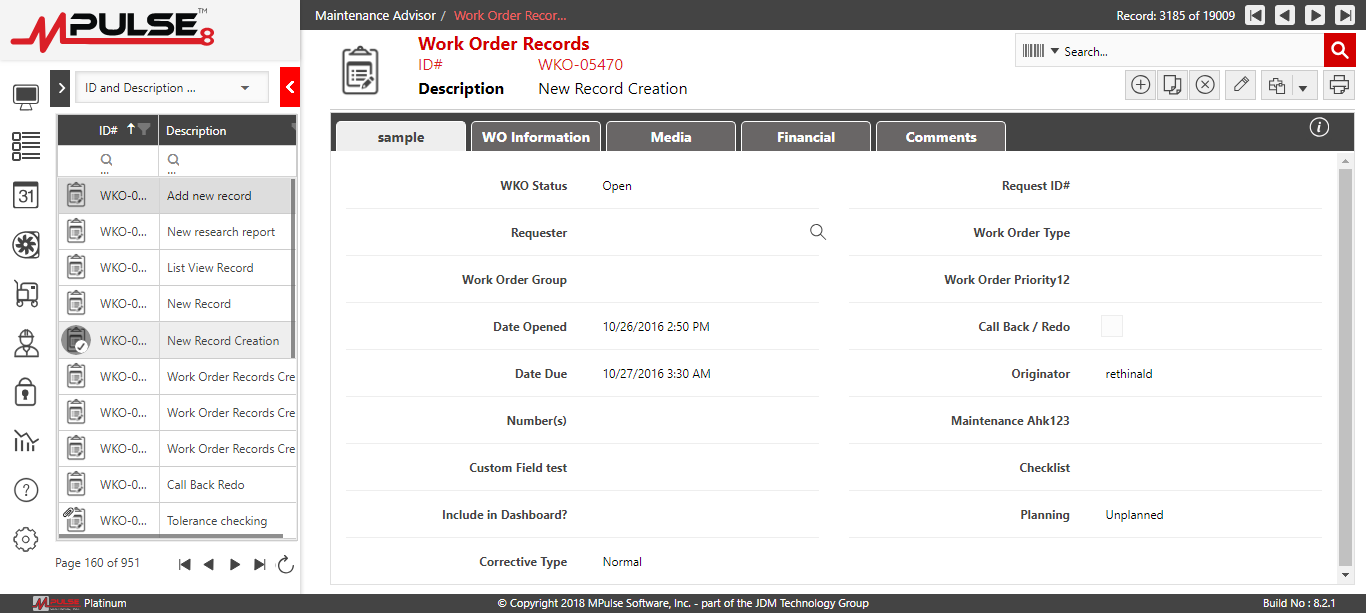 MPULSE 8 ™
Maintenance Advisor / Work Order Recor...
Record: 3185 of 19009
Work Order Records
ID# WKO-05470
Description New Record Creation
Search...
ID and Description ...
ID# Description
...
...
WKO-0... Add new record
WKO-0... New research report
WKO-0... List View Record
WKO-0... New Record
WKO-0... New Record Creation
WKO-0... Work Order Records Cre
WKO-0... Work Order Records Cre
WKO-0... Work Order Records Cre
WKO-0... Call Back Redo
WKO-0... Tolerance checking
Page 160 of 951
31
?
sample WO Information Media Financial Comments
i
WKO Status Open Request ID#
Requester Work Order Type
Work Order Group Work Order Priority12
Date Opened 10/26/2016 2:50 PM Call Back / Redo
Date Due 10/27/2016 3:30 AM Originator rethinald
Number(s) Maintenance Ahk123
Custom Field test Checklist
Include in Dashboard? Planning Unplanned
Corrective Type Normal
MPULSE Platinum
© Copyright 2018 MPulse Software, Inc. - part of the JDM Technology Group
Build No : 8.2.1